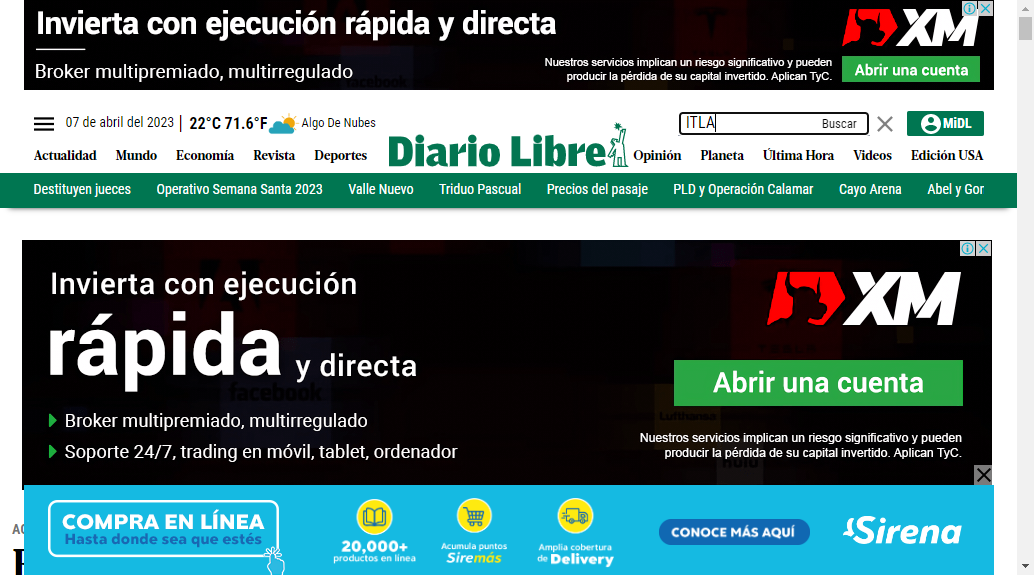 Invierta con ejecución rápida y directa
Broker multipremiado, multirregulado
facebook
Nuestros servicios implican un riesgo significativo y pueden
producir la pérdida de su capital invertido. Aplican TyC.
XM
Abrir una cuenta
07 de abril del 2023 | 22°C 71.6°F Algo De Nubes
ITLA Buscar
MiDL
Actualidad Mundo Economía Revista Deportes
Diario Libre
Opinión Planeta Última Hora Videos Edición USA
Destituyen jueces Operativo Semana Santa 2023 Valle Nuevo Triduo Pascual Precios del pasaje PLD y Operación Calamar Cayo Arena Abel y Gor
Invierta con ejecución
rápida y directa
facebook
Broker multipremiado, multirregulado
Soporte 24/7, trading en móvil, tablet, ordenador
XM
Abrir una cuenta
Lufthansa
Nuestros servicios implican un riesgo significativo y pueden
producir la pérdida de su capital invertido. Aplican TyC.
COMPRA EN LÍNEA
Hasta donde sea que estés
20,000+
productos en línea
Acumula puntos
Siremás
Amplia cobertura
de Delivery
CONOCE MÁS AQUÍ
Sirena